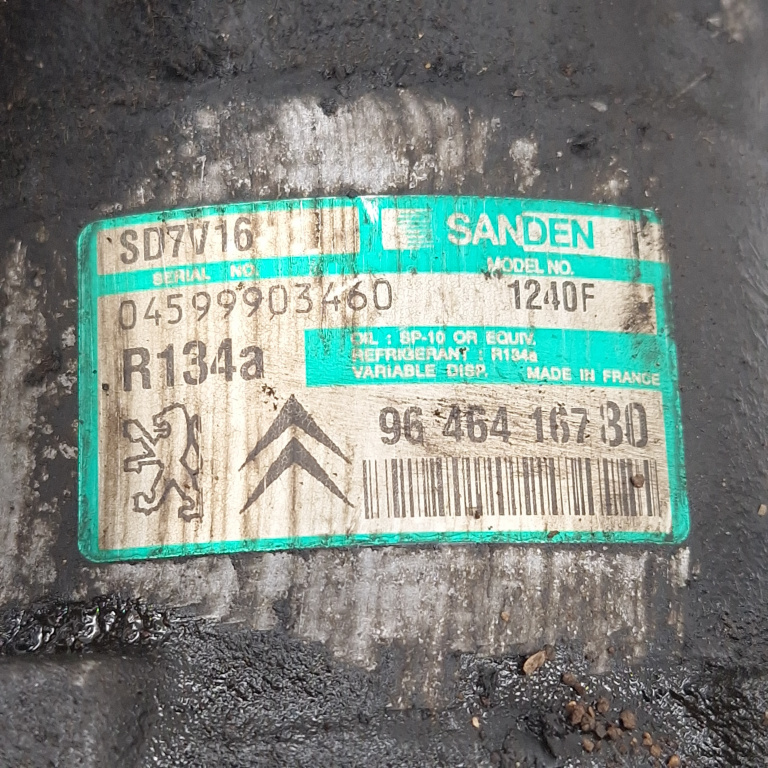 SD7V16 SANDEN
SERIAL NO. MODEL NO.
04599903460 1240F
R134a
OIL : SP-10 OR EQUIV.
REFRIGERANT : R134a
VARIABLE DISP. MADE IN FRANCE
96 464 167 80